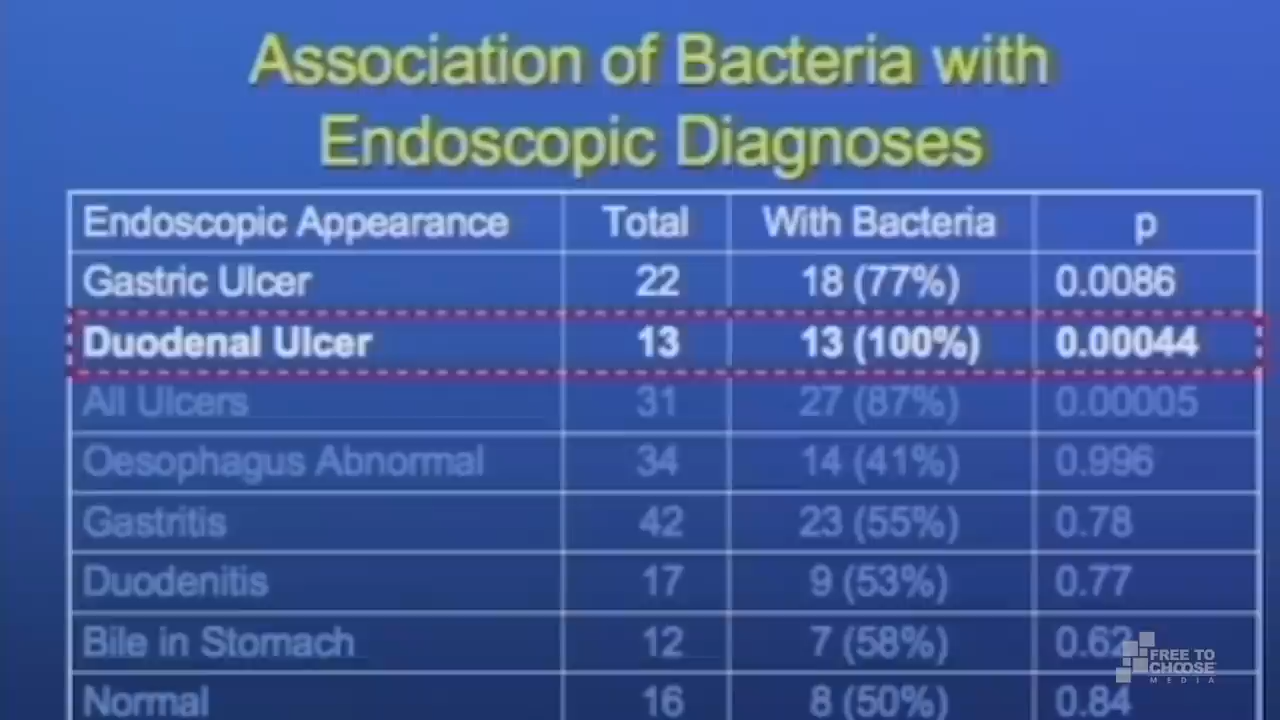 Association of Bacteria with
Endoscopic Diagnoses
Endoscopic Appearance Total With Bacteria p
Gastric Ulcer 22 18 (77%) 0.0086
Duodenal Ulcer 13 13 (100%) 0.00044
All Ulcers 31 27 (87%) 0.00005
Oesophagus Abnormal 34 14 (41%) 0.996
Gastritis 42 23 (55%) 0.78
Duodenitis 17 9 (53%) 0.77
Bile in Stomach 12 7 (58%) 0.62
Normal 16 8 (50%) 0.84
FREE TO
CHOOSE
MEDIA